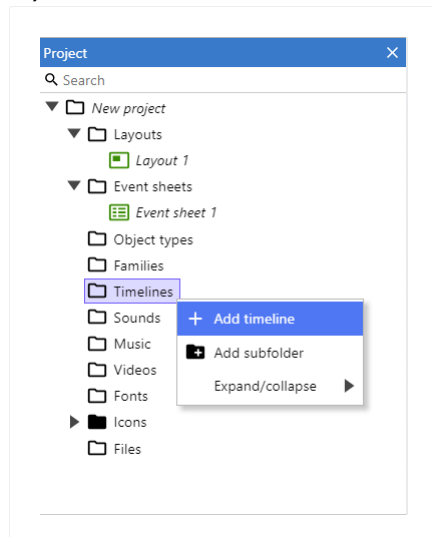 Project
Search
New project
Layouts
Layout 1
Event sheets
Event sheet 1
Object types
Families
Timelines
Sounds
Add timeline
Music
Add subfolder
Videos
Expand/collapse
Fonts
Icons
Files